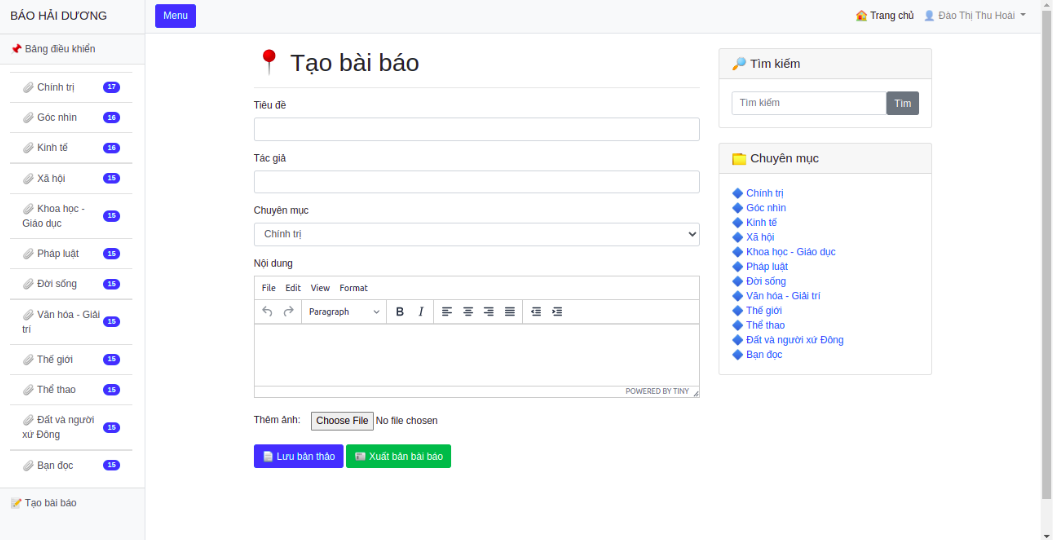 BÁO HẢI DƯƠNG
Menu
Trang chủ
Đào Thị Thu Hoài
Bảng điều khiển
Chính trị 17
Góc nhìn 16
Kinh tế 16
Xã hội 15
Khoa học -
Giáo dục 15
Pháp luật 15
Đời sống 15
Văn hóa - Giải
trí 15
Thế giới 15
Thể thao 15
Đất và người
xứ Đông 15
Bạn đọc 15
Tạo bài báo
Tạo bài báo
Tiêu đề
Tác giả
Chuyên mục
Chính trị
Nội dung
File Edit View Format
Paragraph B I
POWERED BY TINY
Thêm ảnh: Choose File No file chosen
Lưu bản thảo Xuất bản bài báo
Tìm kiếm
Tìm kiếm Tìm
Chuyên mục
Chính trị
Góc nhìn
Kinh tế
Xã hội
Khoa học - Giáo dục
Pháp luật
Đời sống
Văn hóa - Giải trí
Thế giới
Thể thao
Đất và người xứ Đông
Bạn đọc